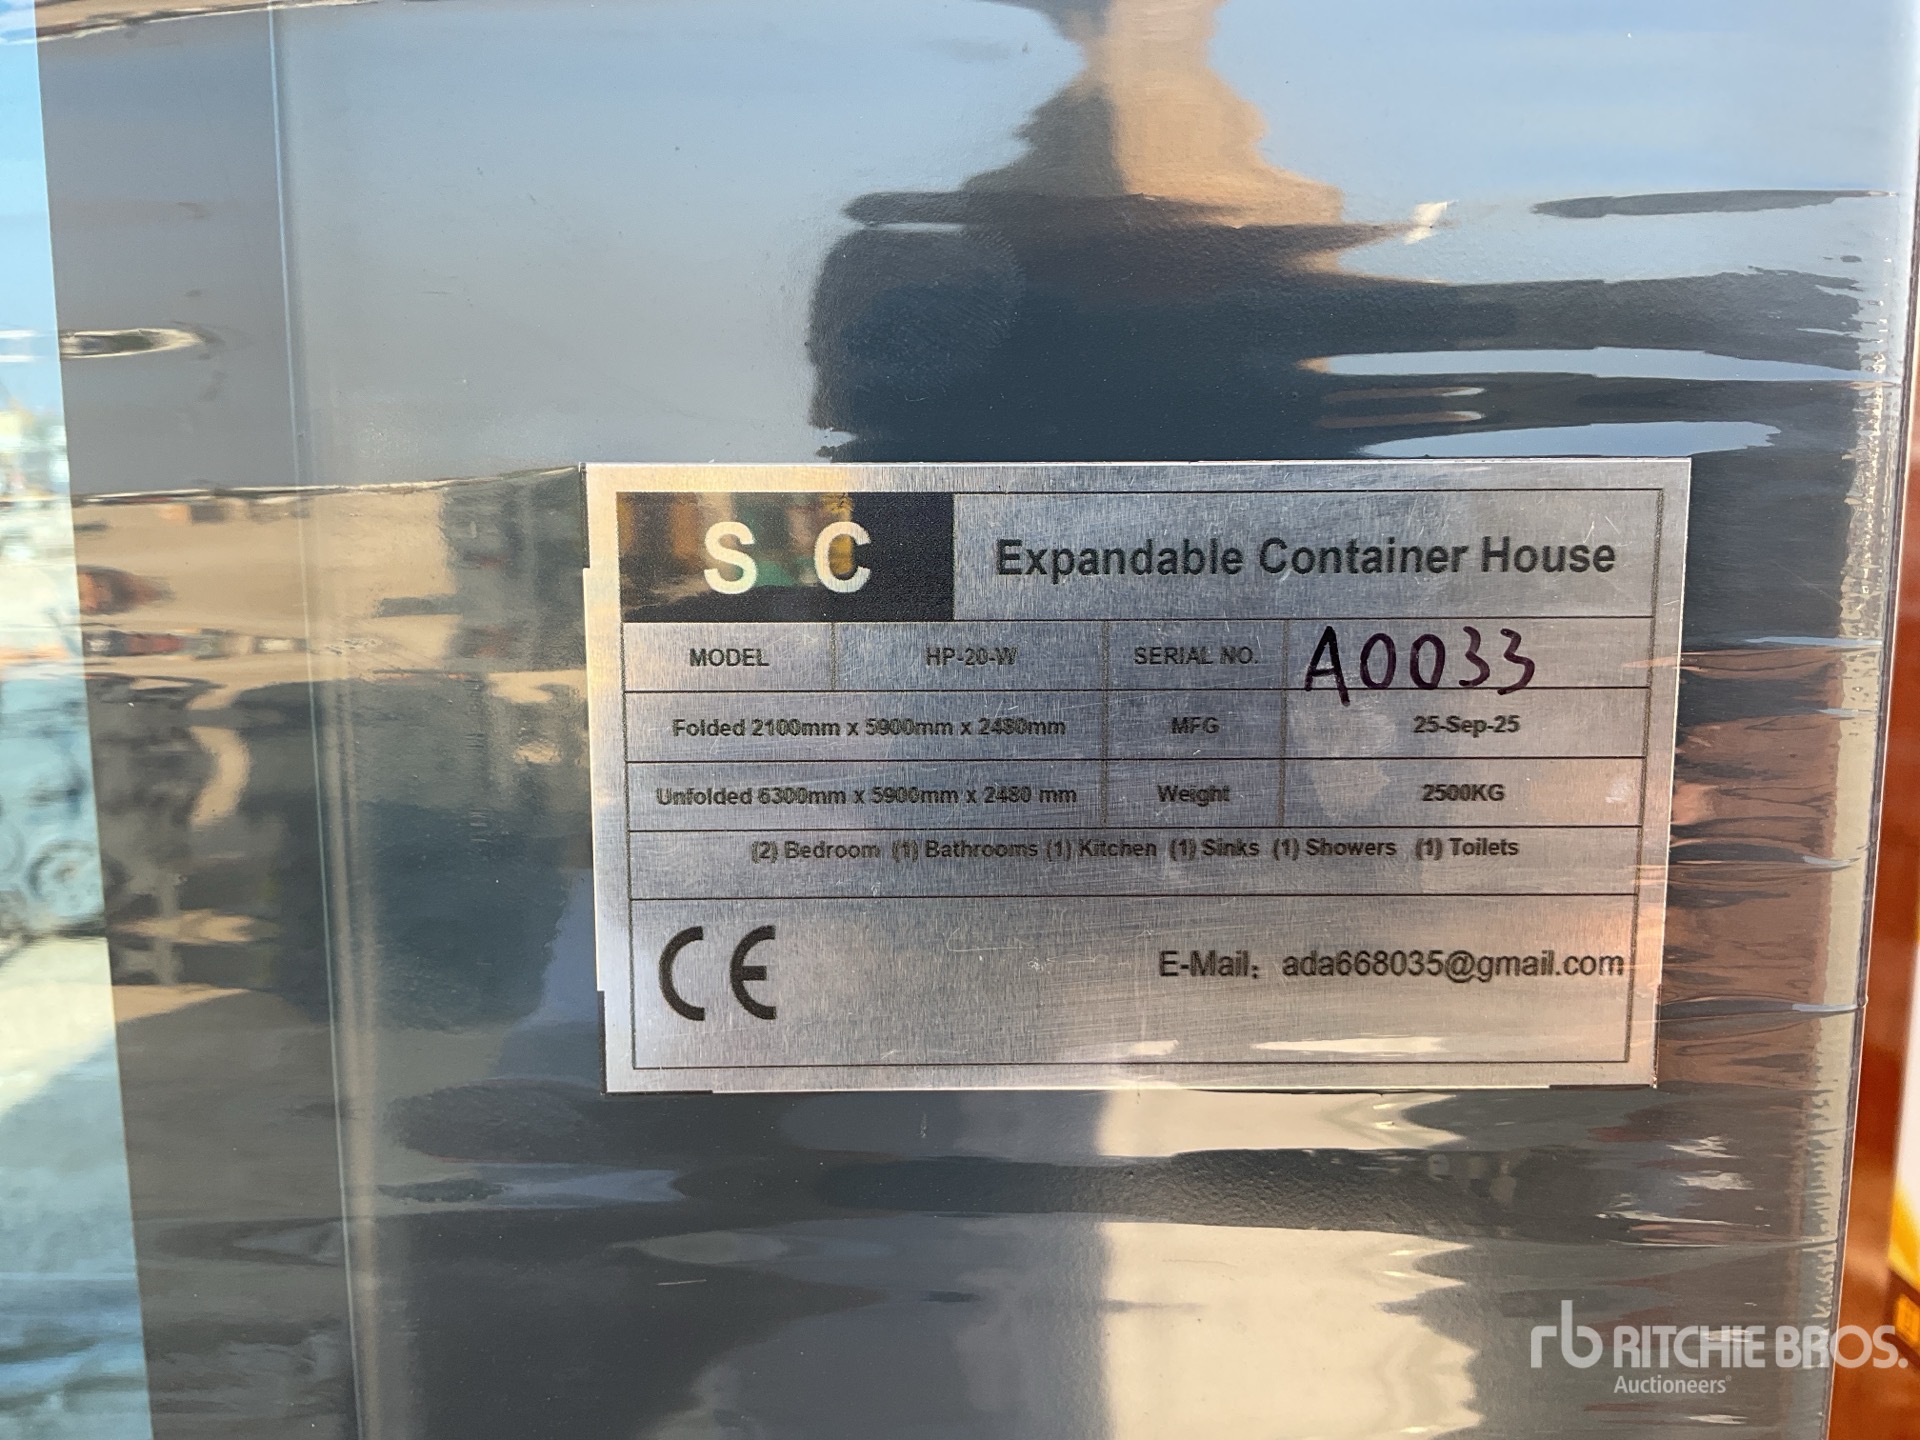 S C Expandable Container House
MODEL HP-20-W SERIAL NO. A0033
Folded 2100mm x 5900mm x 2480mm MFG 25-Sep-25
Unfolded 6300mm x 5900mm x 2480 mm Weight 2500KG
(2) Bedroom (1) Bathrooms (1) Kitchen (1) Sinks (1) Showers (1) Toilets
CE E-Mail: ada668035@gmail.com
rb RITCHIE BROS.
Auctioneers